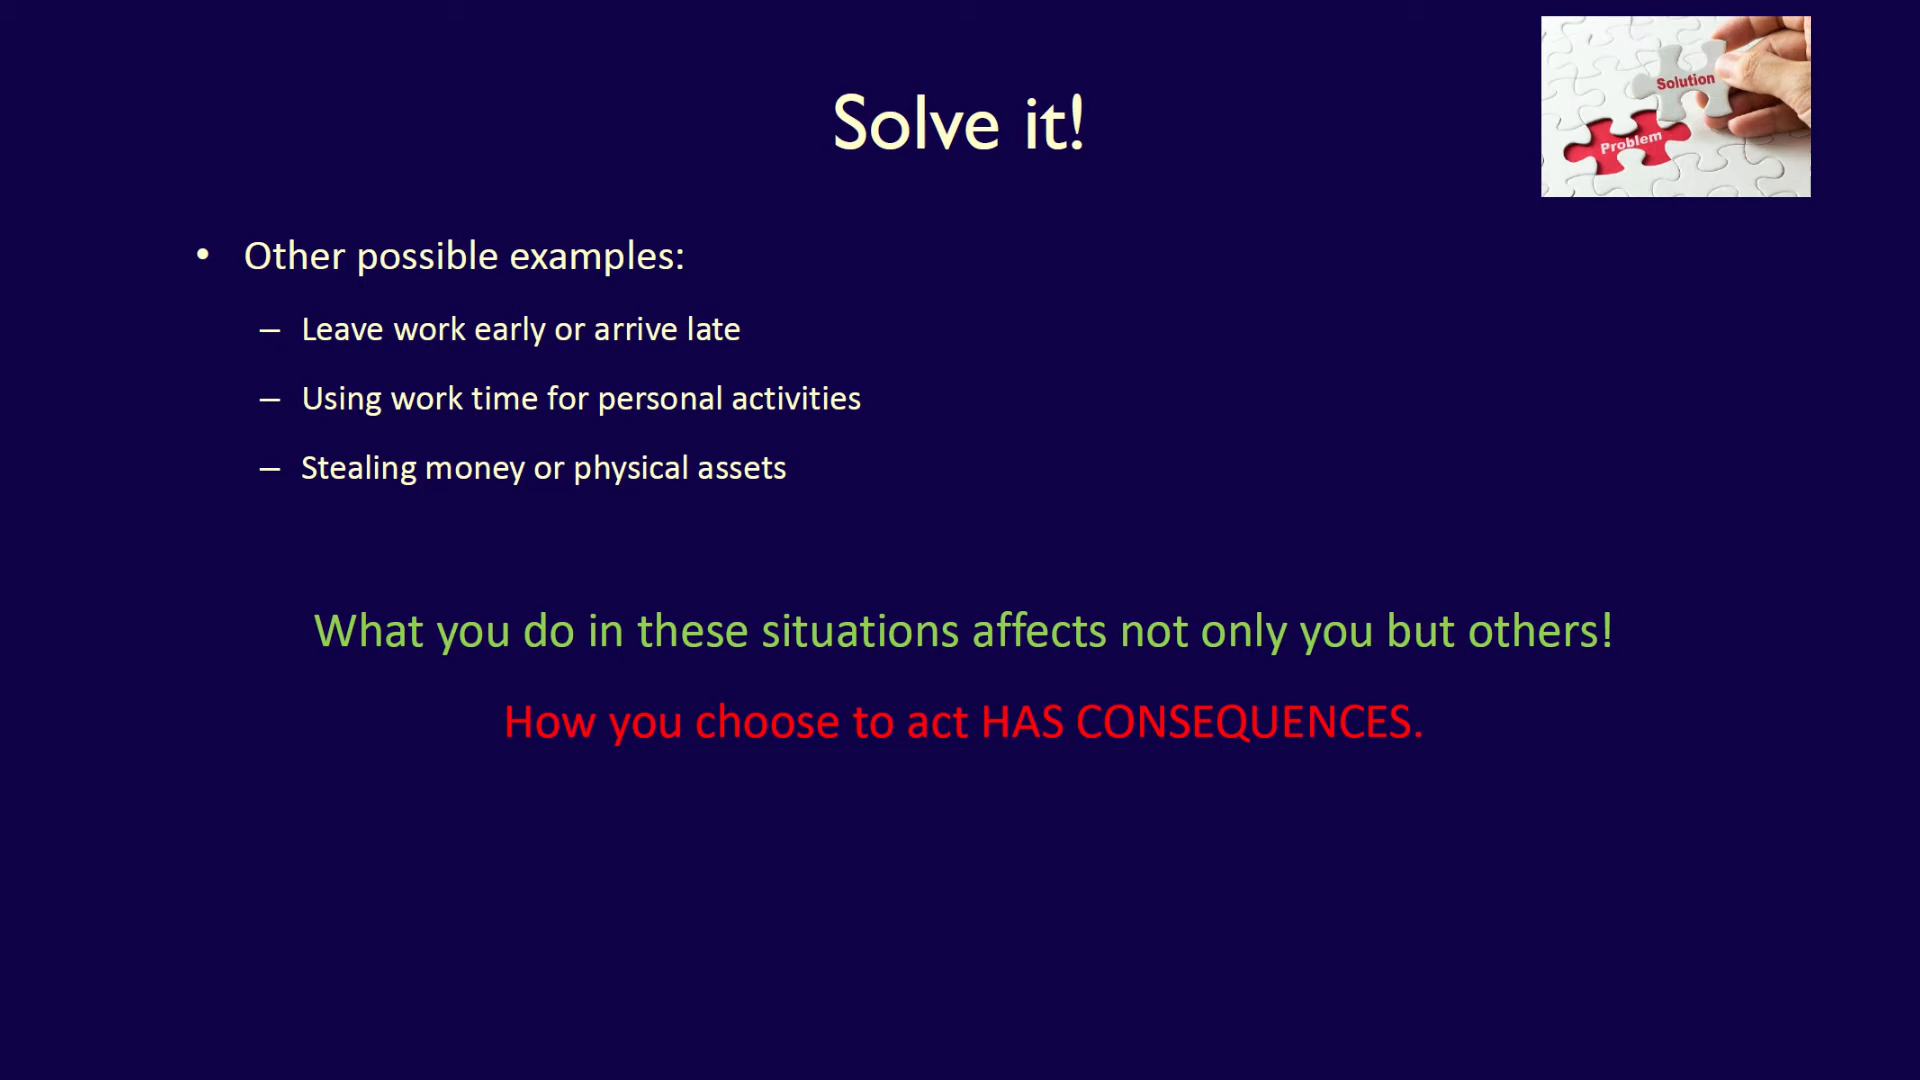 Solve it!
Solution
Problem
• Other possible examples:
– Leave work early or arrive late
– Using work time for personal activities
– Stealing money or physical assets
What you do in these situations affects not only you but others!
How you choose to act HAS CONSEQUENCES.